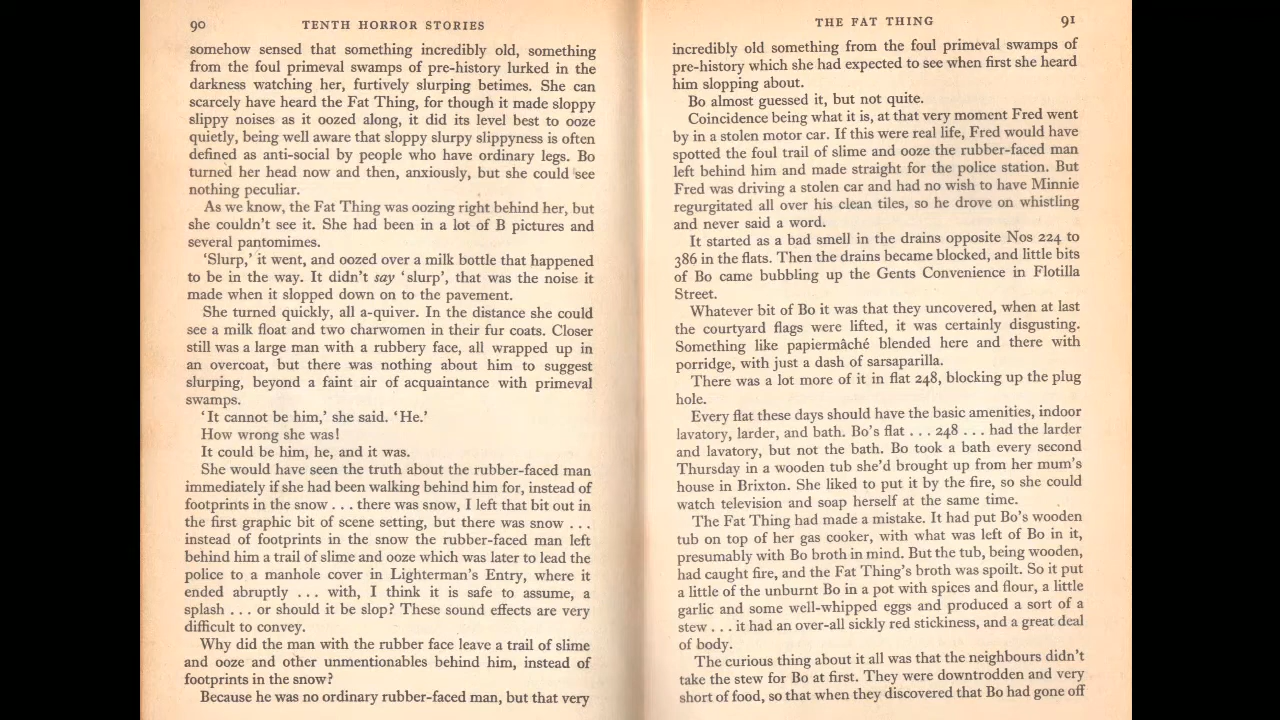 90
TENTH HORROR STORIES
somehow sensed that something incredibly old, something
from the foul primeval swamps of pre-history lurked in the
darkness watching her, furtively slurping betimes. She can
scarcely have heard the Fat Thing, for though it made sloppy
slippy noises as it oozed along, it did its level best to ooze
quietly, being well aware that sloppy slurpy slippyness is often
defined as anti-social by people who have ordinary legs. Bo
turned her head now and then, anxiously, but she could see
nothing peculiar.
As we know, the Fat Thing was oozing right behind her, but
she couldn't see it. She had been in a lot of B pictures and
several pantomimes.
'Slurp,' it went, and oozed over a milk bottle that happened
to be in the way. It didn't say 'slurp', that was the noise it
made when it slopped down on to the pavement.
She turned quickly, all a-quiver. In the distance she could
see a milk float and two charwomen in their fur coats. Closer
still was a large man with a rubbery face, all wrapped up in
an overcoat, but there was nothing about him to suggest
slurping, beyond a faint air of acquaintance with primeval
swamps.
'It cannot be him,' she said. 'He.'
How wrong she was!
It could be him, he, and it was.
She would have seen the truth about the rubber-faced man
immediately if she had been walking behind him for, instead of
footprints in the snow . . . there was snow, I left that bit out in
the first graphic bit of scene setting, but there was snow . . .
instead of footprints in the snow the rubber-faced man left
behind him a trail of slime and ooze which was later to lead the
police to a manhole cover in Lighterman's Entry, where it
ended abruptly . . . with, I think it is safe to assume, a
splash . . . or should it be slop? These sound effects are very
difficult to convey.
Why did the man with the rubber face leave a trail of slime
and ooze and other unmentionables behind him, instead of
footprints in the snow?
Because he was no ordinary rubber-faced man, but that very
THE FAT THING
91
incredibly old something from the foul primeval swamps of
pre-history which she had expected to see when first she heard
him slopping about.
Bo almost guessed it, but not quite.
Coincidence being what it is, at that very moment Fred went
by in a stolen motor car. If this were real life, Fred would have
spotted the foul trail of slime and ooze the rubber-faced man
left behind him and made straight for the police station. But
Fred was driving a stolen car and had no wish to have Minnie
regurgitated all over his clean tiles, so he drove on whistling
and never said a word.
It started as a bad smell in the drains opposite Nos 224 to
386 in the flats. Then the drains became blocked, and little bits
of Bo came bubbling up the Gents Convenience in Flotilla
Street.
Whatever bit of Bo it was that they uncovered, when at last
the courtyard flags were lifted, it was certainly disgusting.
Something like papiermâché blended here and there with
porridge, with just a dash of sarsaparilla.
There was a lot more of it in flat 248, blocking up the plug
hole.
Every flat these days should have the basic amenities, indoor
lavatory, larder, and bath. Bo's flat . . . 248 . . . had the larder
and lavatory, but not the bath. Bo took a bath every second
Thursday in a wooden tub she'd brought up from her mum's
house in Brixton. She liked to put it by the fire, so she could
watch television and soap herself at the same time.
The Fat Thing had made a mistake. It had put Bo's wooden
tub on top of her gas cooker, with what was left of Bo in it,
presumably with Bo broth in mind. But the tub, being wooden,
had caught fire, and the Fat Thing's broth was spoilt. So it put
a little of the unburnt Bo in a pot with spices and flour, a little
garlic and some well-whipped eggs and produced a sort of a
stew . . . it had an over-all sickly red stickiness, and a great deal
of body.
The curious thing about it all was that the neighbours didn't
take the stew for Bo at first. They were downtrodden and very
short of food, so that when they discovered that Bo had gone off